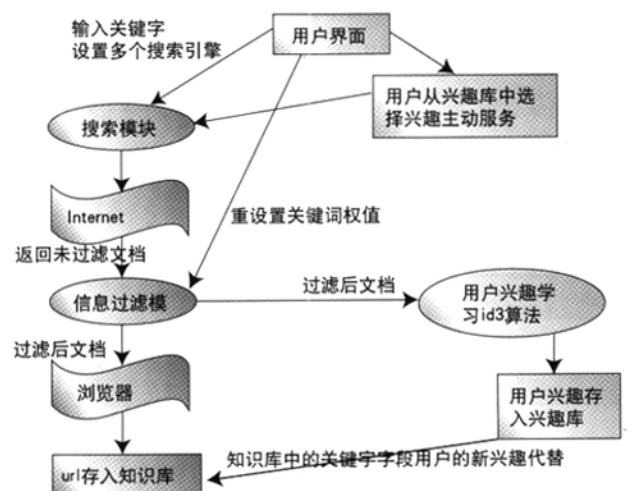 输入关键字
设置多个搜索引擎
用户界面
用户从兴趣库中选
择兴趣主动服务
搜索模块
Internet
重设置关键词权值
返回未过滤文档
信息过滤模
过滤后文档
用户兴趣学
习id3算法
过滤后文档
浏览器
用户兴趣存
入兴趣库
知识库中的关键字字段用户的新兴趣代替
url存入知识库